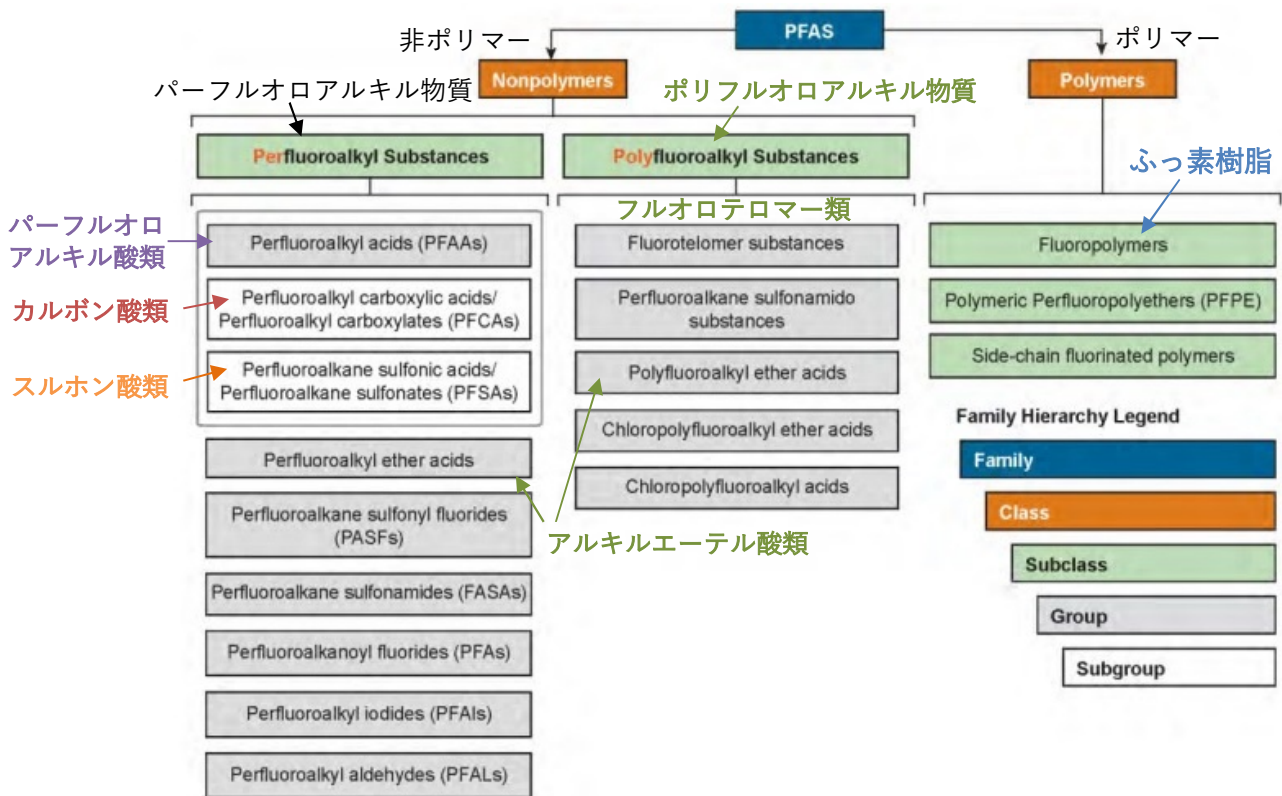 PFAS
非ポリマー
ポリマー
Nonpolymers
Polymers
パーフルオロアルキル物質
ポリフルオロアルキル物質
Perfluoroalkyl Substances
Polyfluoroalkyl Substances
ふっ素樹脂
パーフルオロ
アルキル酸類
Perfluoroalkyl acids (PFAAs)
カルボン酸類
Perfluoroalkyl carboxylic acids/
Perfluoroalkyl carboxylates (PFCAs)
スルホン酸類
Perfluoroalkane sulfonic acids/
Perfluoroalkane sulfonates (PFSAs)
Perfluoroalkyl ether acids
Perfluoroalkane sulfonyl fluorides
(PASFs)
Perfluoroalkane sulfonamides (FASAs)
Perfluoroalkanoyl fluorides (PFAs)
Perfluoroalkyl iodides (PFAIs)
Perfluoroalkyl aldehydes (PFALs)
フルオロテロマー類
Fluorotelomer substances
Perfluoroalkane sulfonamido
substances
Polyfluoroalkyl ether acids
Chloropolyfluoroalkyl ether acids
Chloropolyfluoroalkyl acids
アルキルエーテル酸類
Fluoropolymers
Polymeric Perfluoropolyethers (PFPE)
Side-chain fluorinated polymers
Family Hierarchy Legend
Family
Class
Subclass
Group
Subgroup